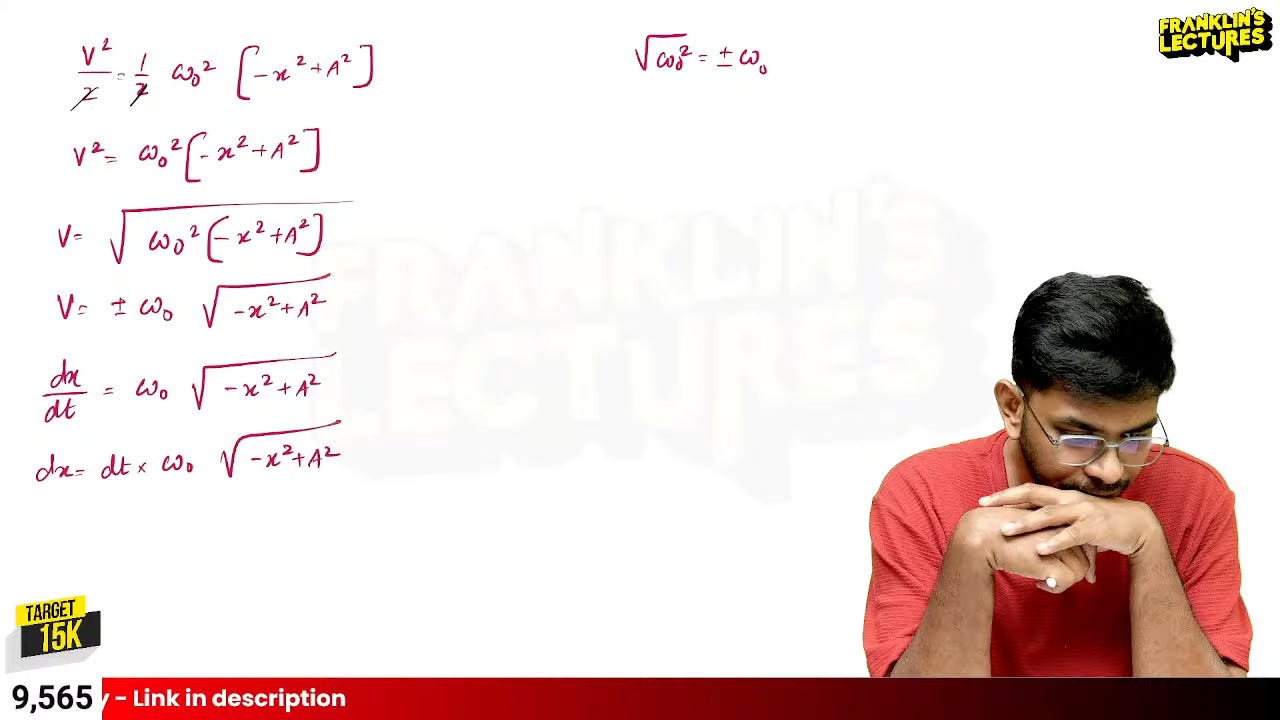 V²/2 = 1/2 ω₀² [-x² + A²]
V² = ω₀² [-x² + A²]
V = √ω₀² [-x² + A²]
V = ± ω₀ √-x² + A²
dx/dt = ω₀ √-x² + A²
dx = dt × ω₀ √-x² + A²
√ω₀² = ± ω₀
FRANKLIN'S
LECTURES
FRANKLIN'S
LECTURES
TARGET
15K
9,565
y - Link in description